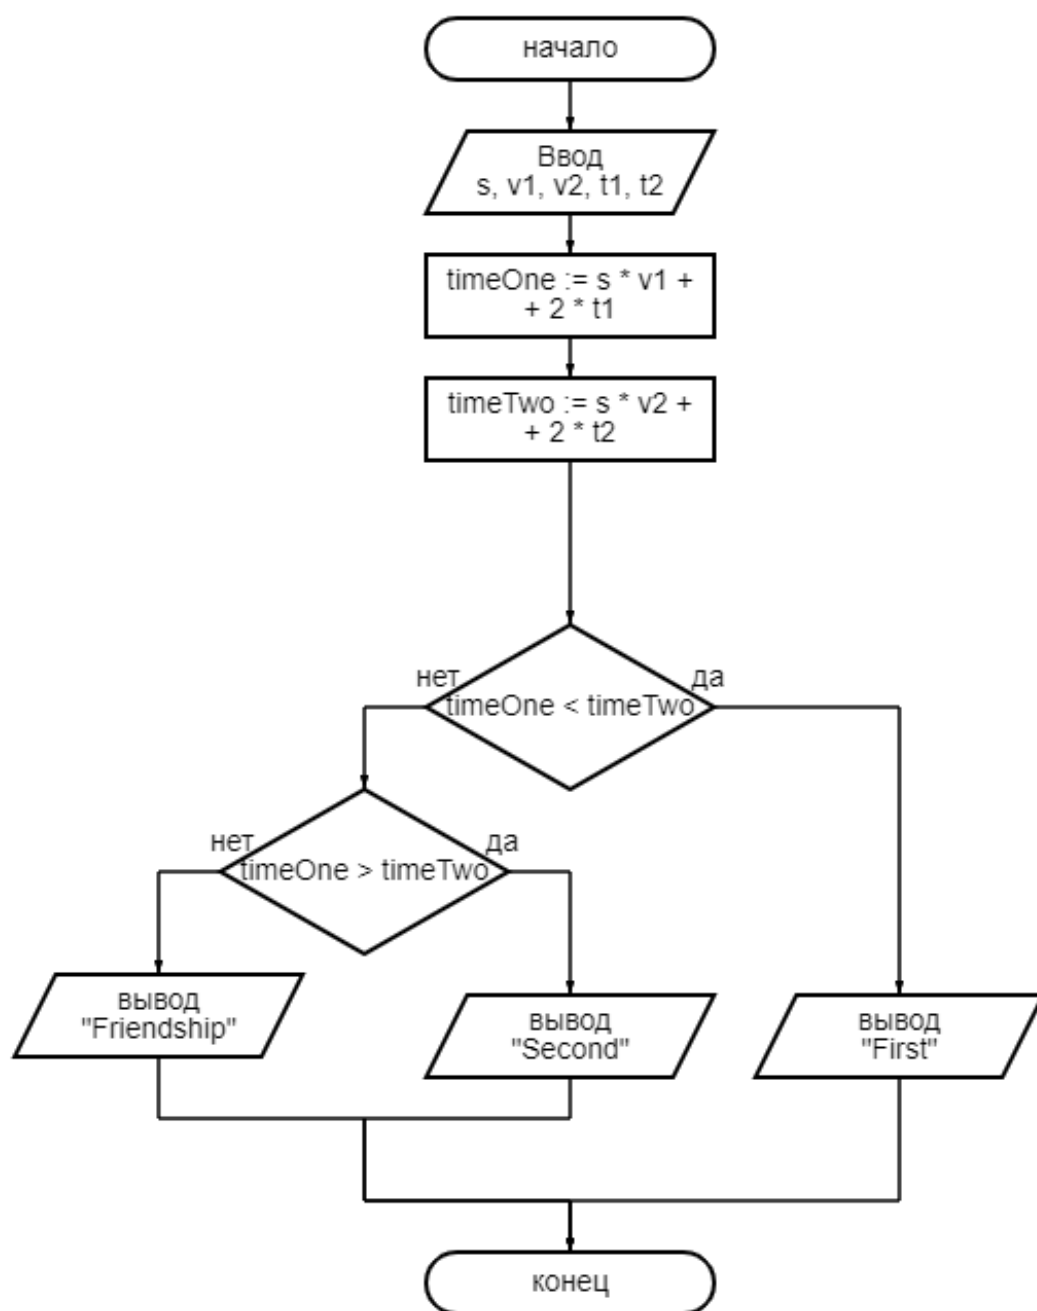 начало
Ввод
s, v1, v2, t1, t2
timeOne := s * v1 +
+ 2 * t1
timeTwo := s * v2 +
+ 2 * t2
нет
да
timeOne < timeTwo
нет
да
timeOne > timeTwo
вывод
"Friendship"
вывод
"Second"
вывод
"First"
конец